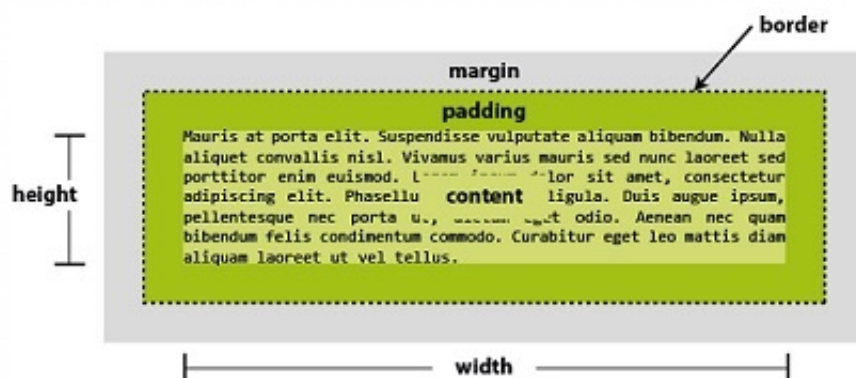 border
margin
padding
Mauris at porta elit. Suspendisse vulputate aliquam bibendum. Nulla
aliquet convallis nisl. Vivamus varius mauris sed nunc laoreet sed
porttitor enim euismod. sit amet, consectetur
adipiscing elit. Phasellu ligula. Duis augue ipsum,
pellentesque nec porta odio. Aenean nec quam
bibendum felis condimentum commodo. Curabitur eget leo mattis diam
aliquam laoreet ut vel tellus.
content
height
width